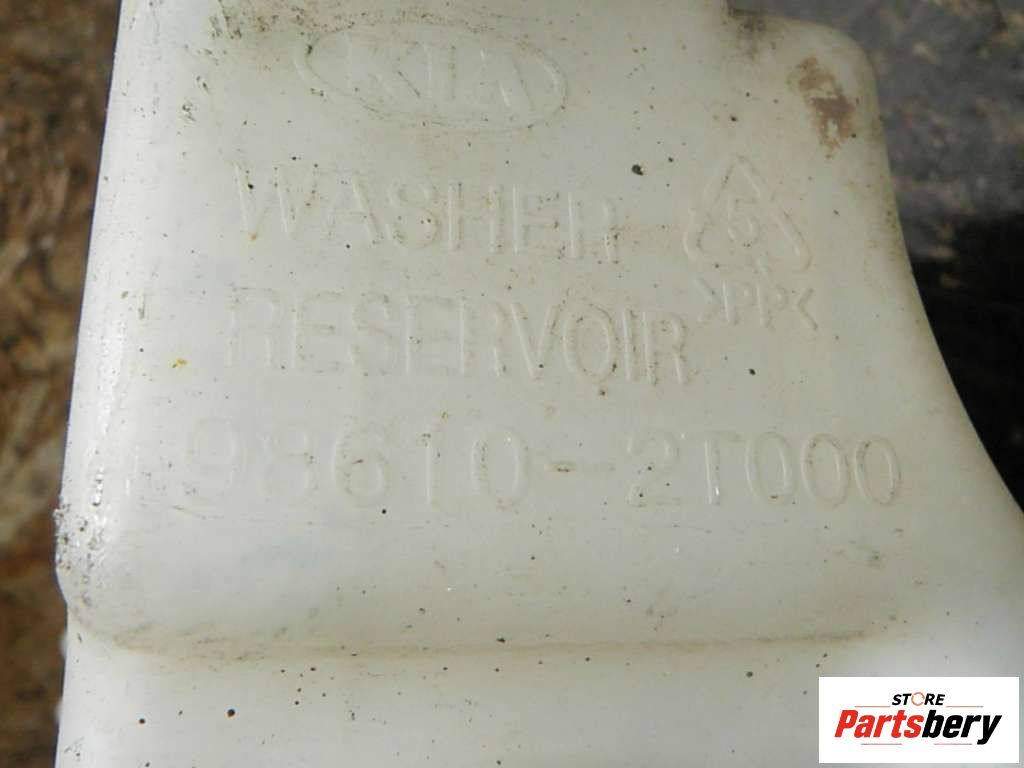 KIA
WASHER
RESERVOIR
98610-2T000
5
>PP<
STORE
Partsbery